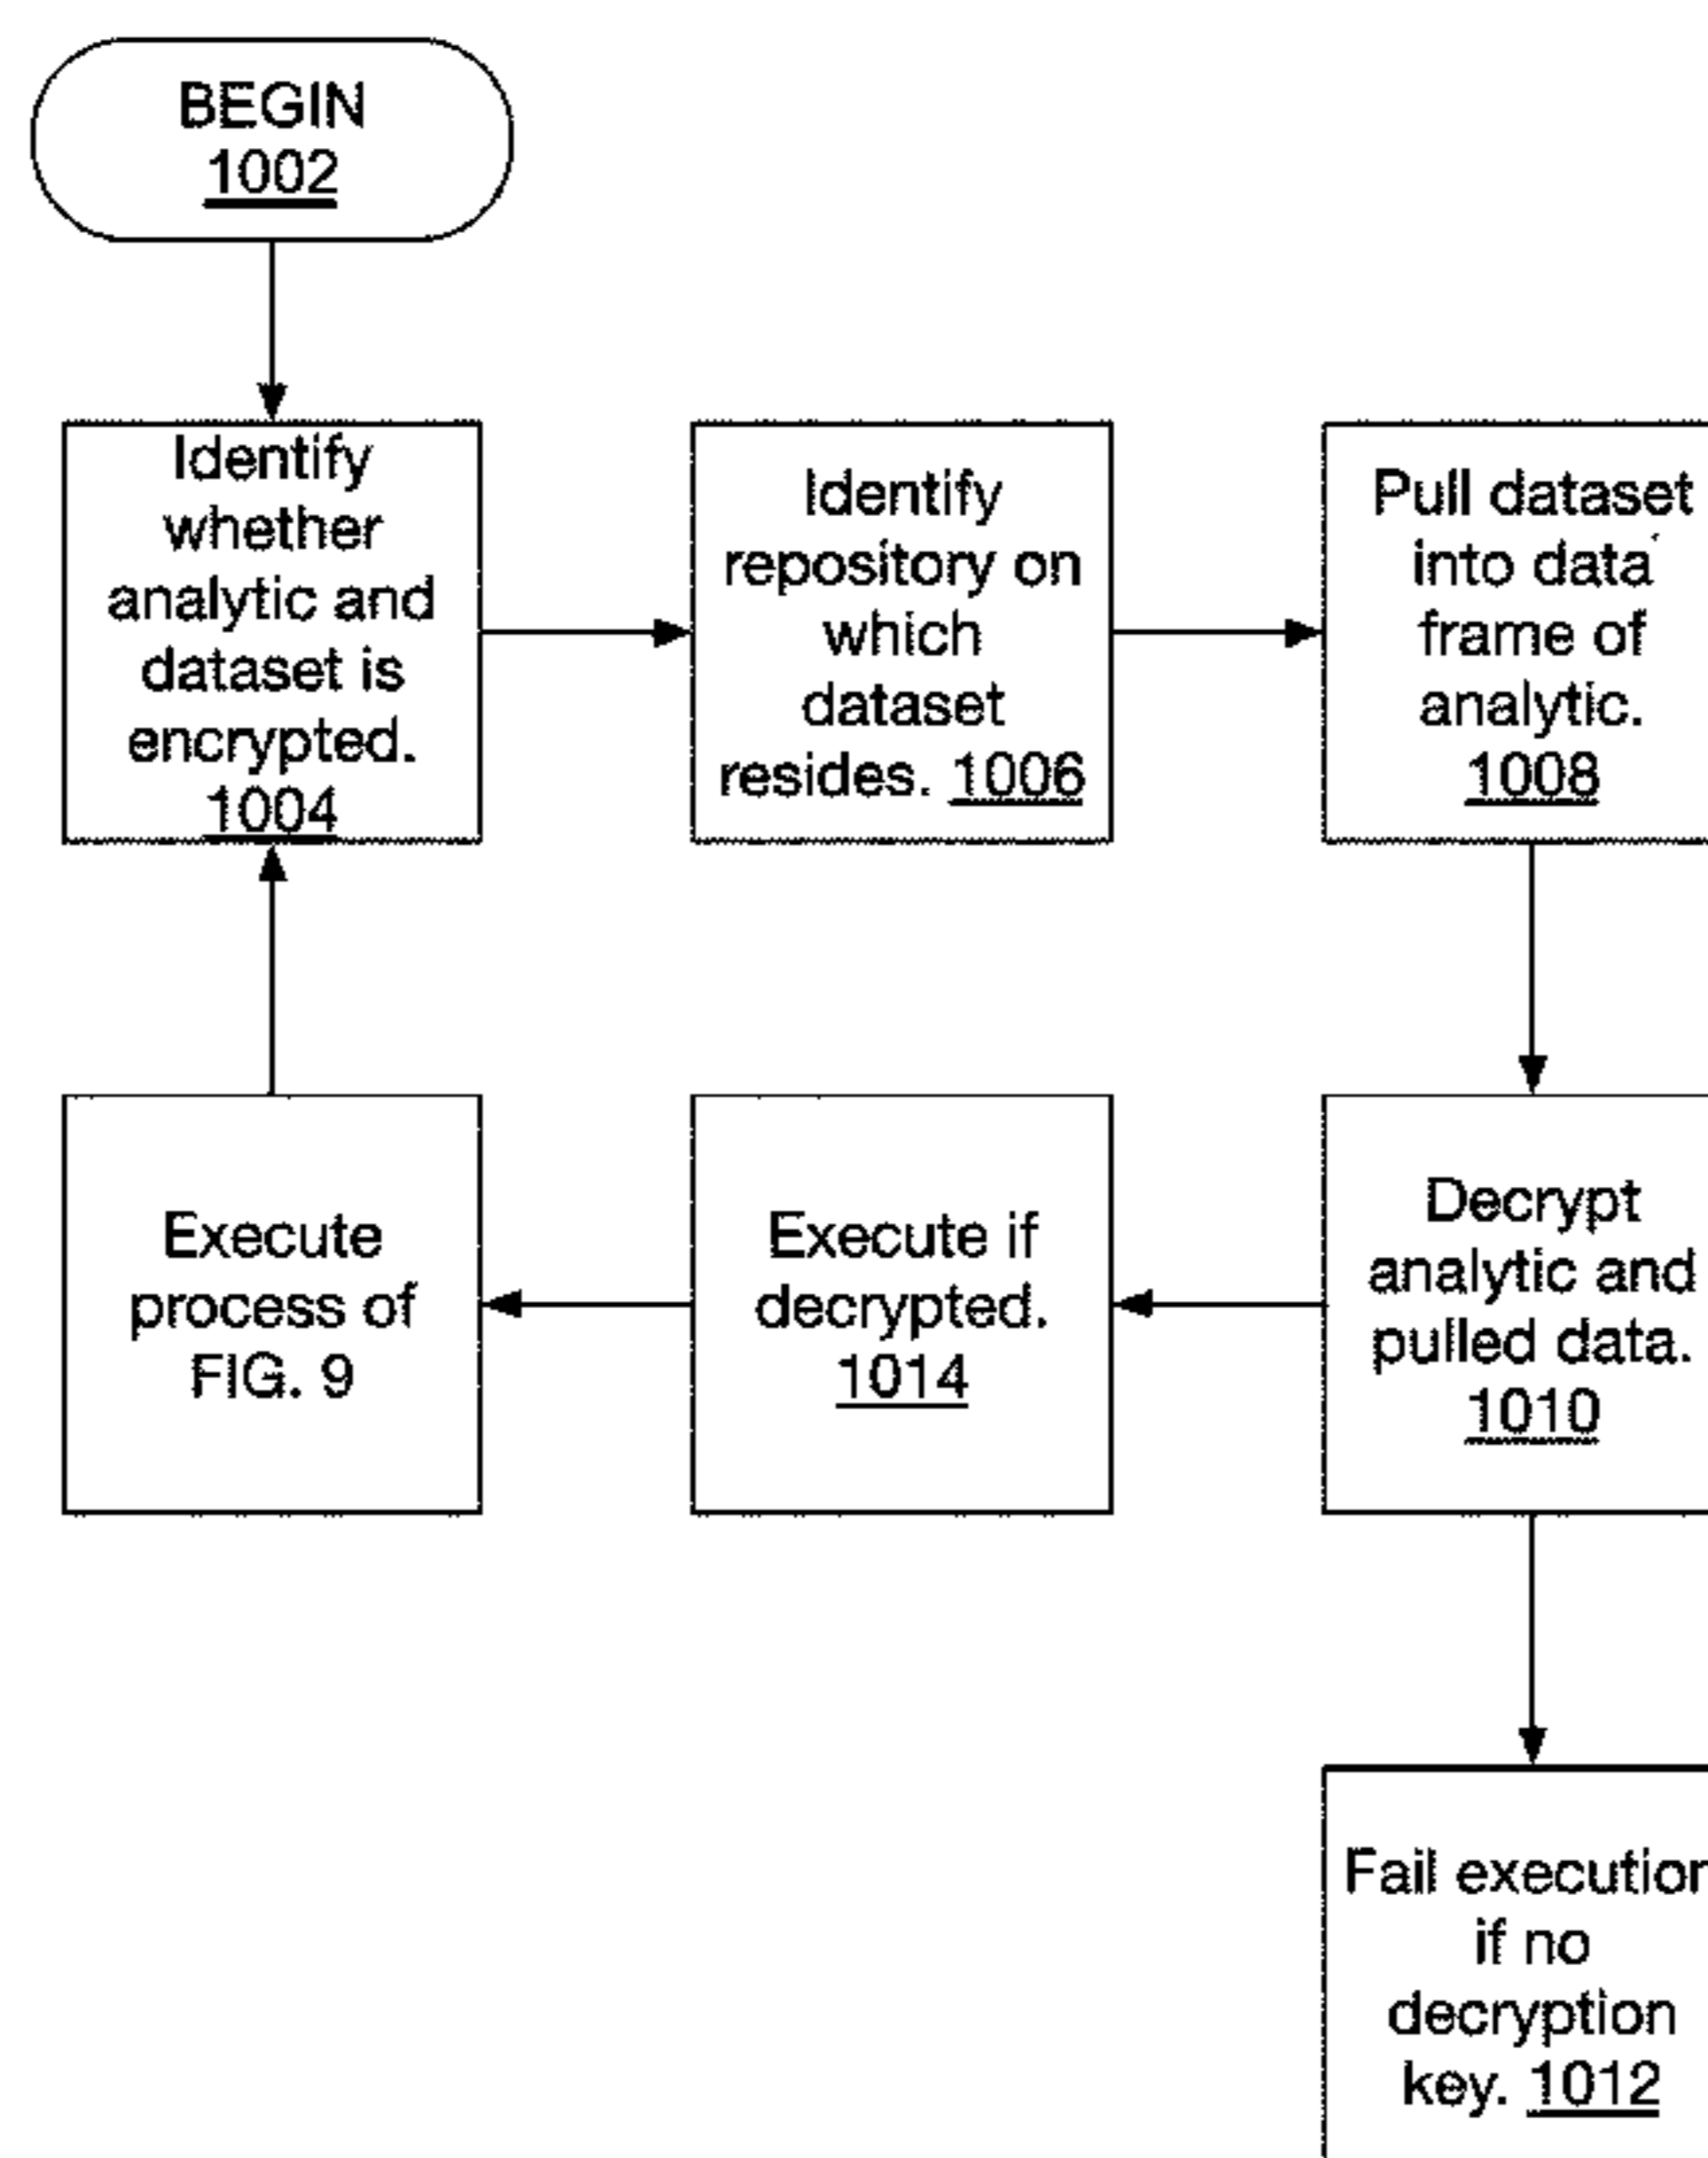 BEGIN
1002
Identify
whether
analytic and
dataset is
encrypted.
1004
Identify
repository on
which
dataset
resides. 1006
Pull dataset
into data
frame of
analytic.
1008
Decrypt
analytic and
pulled data.
1010
Execute if
decrypted.
1014
Execute
process of
FIG. 9
Fail execution
if no
decryption
key. 1012